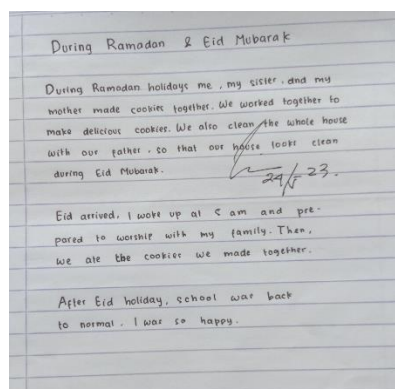 During Ramadan & Eid Mubarak
During Ramadan holidays me , my sister , and my
mother made cookies together. We worked together to
make delicious cookies. We also clean the whole house
with our father . so that our house looks clean
during Eid Mubarak.
24/5 23.
Eid arrived. I woke up at 5 am and pre-
pared to worship with my family. Then,
we ate the cookies we made together.
After Eid holiday, school was back
to normal. I was so happy.